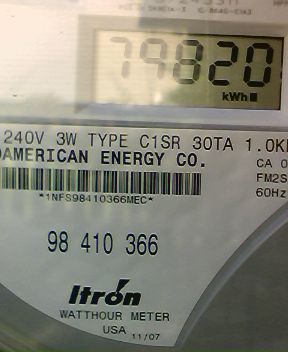 79820
kWh
240V 3W TYPE C1SR 30TA 1.0K
AMERICAN ENERGY CO.
CA 0
FM2S
60Hz
*1NFS98410366MEC*
98 410 366
Itron
WATTHOUR METER
USA 11/07